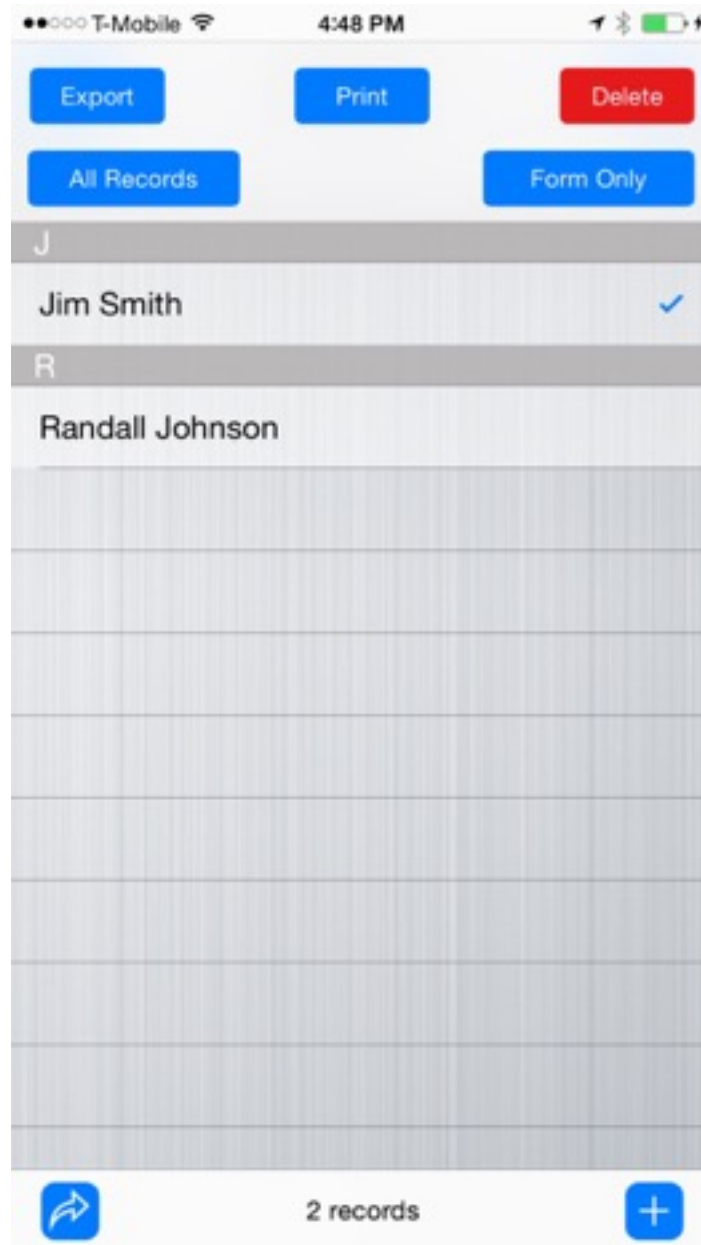 T-Mobile 4:48 PM
Export Print Delete
All Records Form Only
J
Jim Smith
R
Randall Johnson
2 records